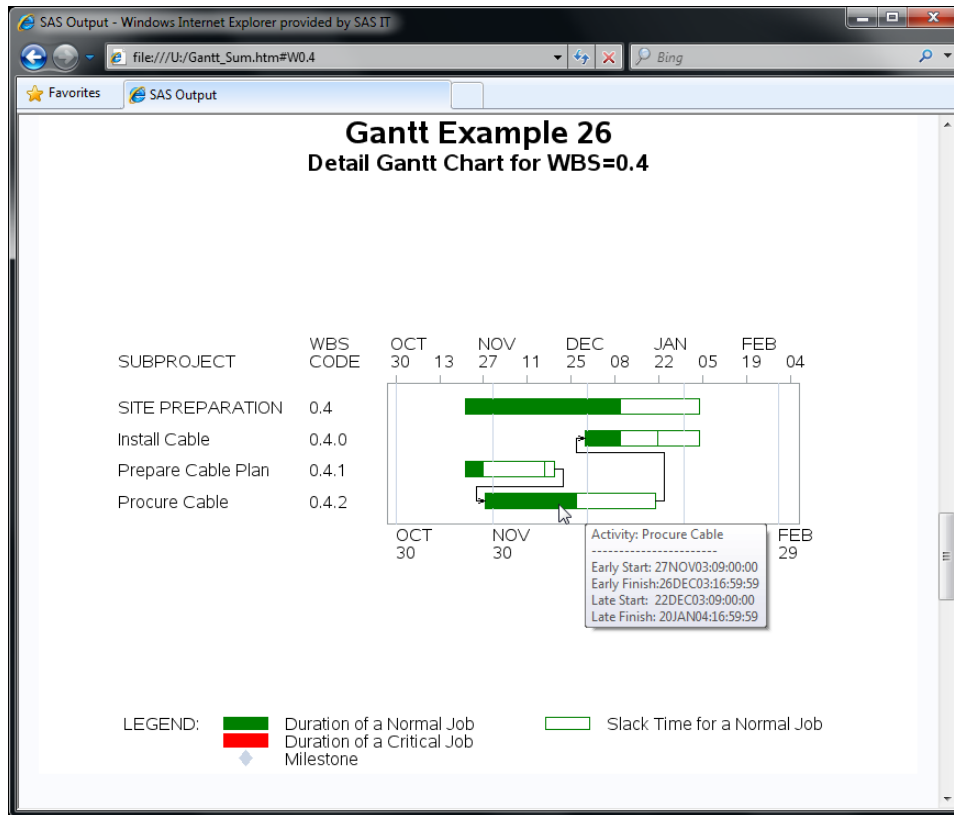 SAS Output - Windows Internet Explorer provided by SAS IT
file:///U:/Gantt_Sum.htm#W0.4
Bing
Favorites
SAS Output
Gantt Example 26
Detail Gantt Chart for WBS=0.4
WBS OCT NOV DEC JAN FEB
SUBPROJECT CODE 30 13 27 11 25 08 22 05 19 04
SITE PREPARATION 0.4
Install Cable 0.4.0
Prepare Cable Plan 0.4.1
Procure Cable 0.4.2
OCT NOV FEB
30 30 29
Activity: Procure Cable
-----------------------
Early Start: 27NOV03:09:00:00
Early Finish:26DEC03:16:59:59
Late Start: 22DEC03:09:00:00
Late Finish: 20JAN04:16:59:59
LEGEND: Duration of a Normal Job Slack Time for a Normal Job
Duration of a Critical Job
Milestone